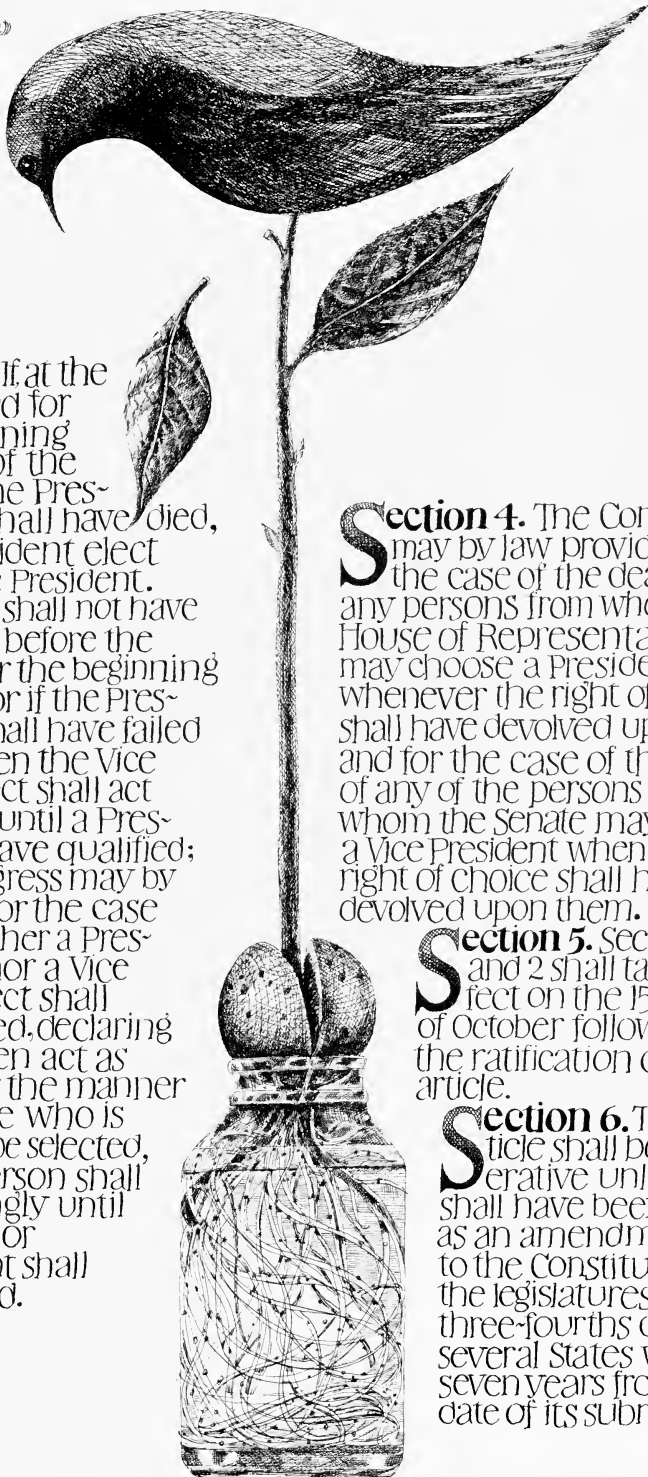 If, at the
d for
ning
of the
he Pres~
hall have died,
ident elect
President.
shall not have
before the
r the beginning
or if the Pres~
hall have failed
en the Vice
ct shall act
until a Pres~
ave qualified;
gress may by
or the case
her a Pres~
nor a Vice
ct shall
ed, declaring
en act as
r the manner
e who is
be selected,
erson shall
gly until
or
t shall
d.
Section 4. The Con
may by law provid
the case of the dea
any persons from who
House of Representa
may choose a Preside
whenever the right of
shall have devolved up
and for the case of th
of any of the persons
whom the Senate may
a Vice President when
right of choice shall h
devolved upon them.
Section 5. Sec
and 2 shall ta
fect on the 15
of October follow
the ratification o
article.
Section 6. T
ticle shall be
erative unl
shall have bee
as an amendm
to the Constitu
the legislatures
three-fourths o
several States w
seven years fro
date of its subm